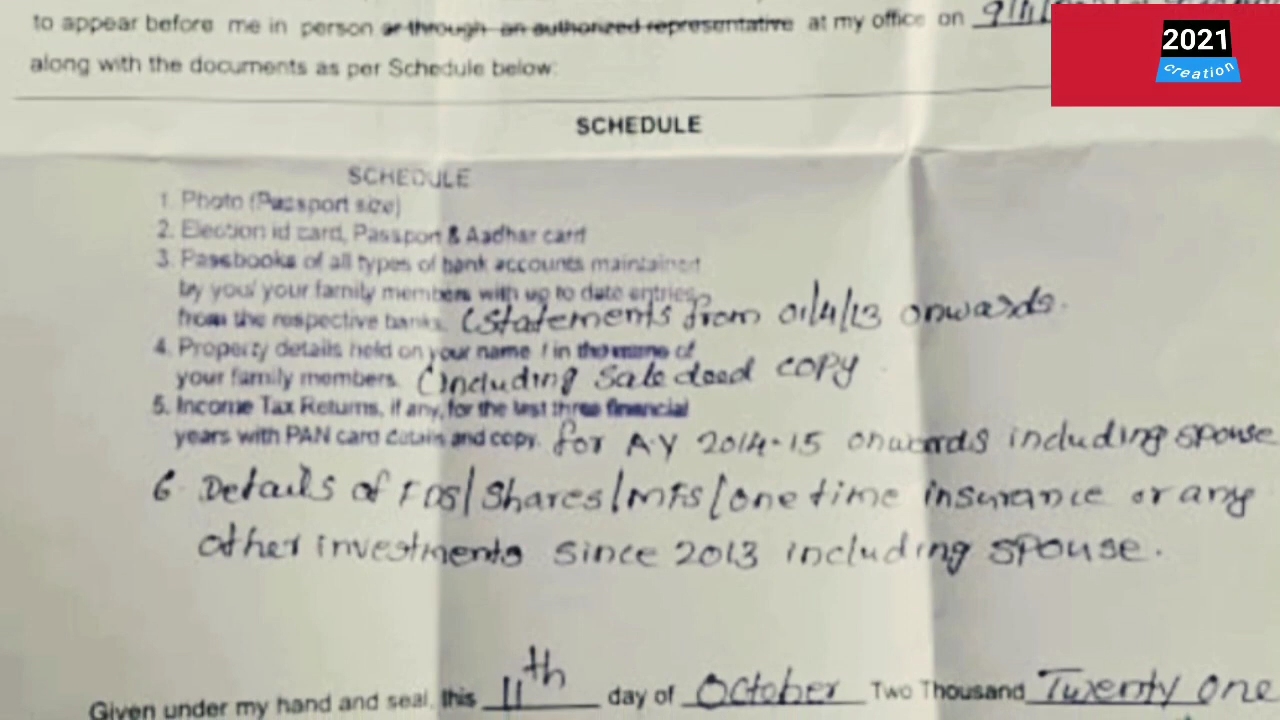 to appear before me in person or through an authorized representative at my office on
along with the documents as per Schedule below:
2021
creation
SCHEDULE
SCHEDULE
1. Photo (Passport size)
2. Election id card, Passport & Aadhar card
3. Passbooks of all types of bank accounts maintained
by you/ your family members with up to date entries
from the respective banks. (Statements from 01/4/13 onwards.
4. Property details held on your name / in the name of
your family members. (Including Sale deed copy
5. Income Tax Returns, if any, for the last three financial
years with PAN card details and copy. for A.Y 2014-15 onwards including spouse
6. Details of FDS/Shares/MFS/one time insurance or any
other investments since 2013 including spouse.
Given under my hand and seal, this 11th day of October Two Thousand Twenty One